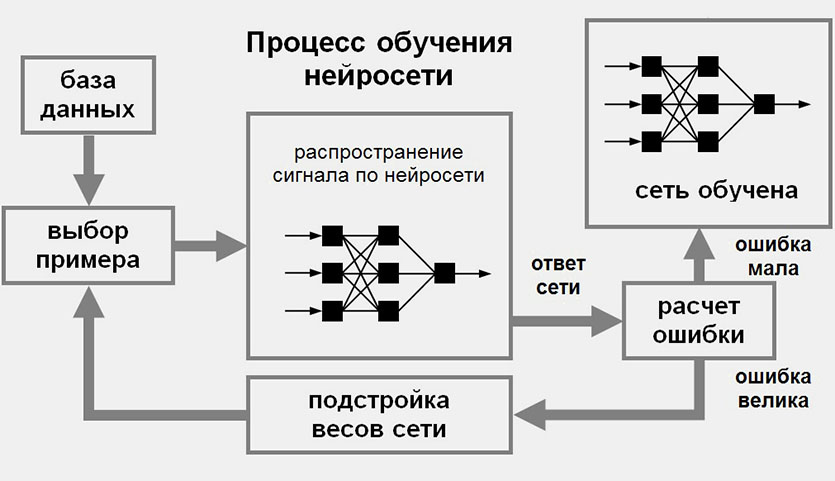 Процесс обучения
нейросети
база
данных
выбор
примера
распространение
сигнала по нейросети
ответ
сети
расчет
ошибки
ошибка
мала
сеть обучена
ошибка
велика
подстройка
весов сети